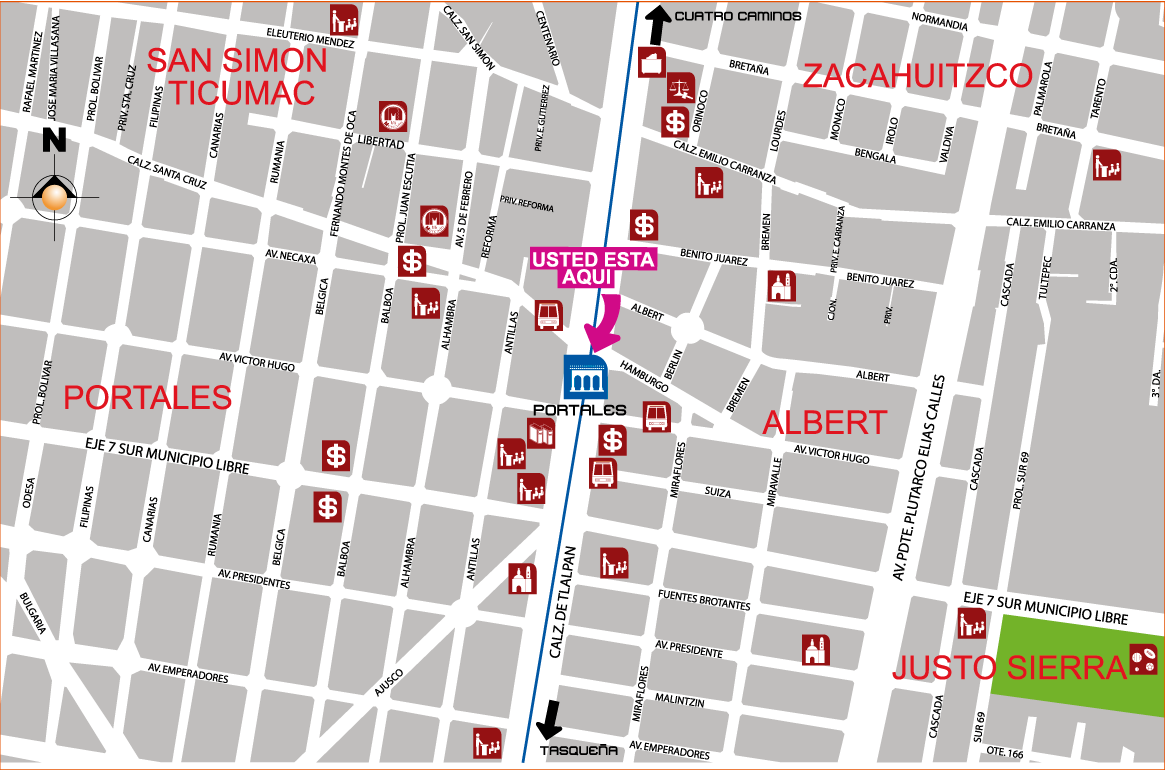 CUATRO CAMINOS
NORMANDIA
ELEUTERIO MENDEZ
CALZ. SAN SIMON
CENTENARIO
RAFAEL MARTINEZ
JOSE MARIA VILLASANA
PROL. BOLIVAR
PRIV. STA. CRUZ
FILIPINAS
SAN SIMON
TICUMAC
ZACAHUITZCO
BRETAÑA
PALMAROLA
TARENTO
CANARIAS
RUMANIA
FERNANDO MONTES DE OCA
LIBERTAD
PRIV. E. GUTIERREZ
ORINOCO
LOURDES
MONACO
IROLO
VALDIVIA
BRETAÑA
BENGALA
N
CALZ. SANTA CRUZ
PROL. JUAN ESCUTIA
AV. 5 DE FEBRERO
REFORMA
PRIV. REFORMA
CALZ. EMILIO CARRANZA
BREMEN
PRIV. E. CARRANZA
CALZ. EMILIO CARRANZA
AV. NECAXA
USTED ESTA
AQUI
BENITO JUAREZ
BENITO JUAREZ
CJON.
PRIV.
CASCADA
TULTEPEC
2ª. CDA.
BELGICA
BALBOA
ALHAMBRA
ANTILLAS
ALBERT
HAMBURGO
BERLIN
BREMEN
ALBERT
3ª. DA.
AV. VICTOR HUGO
PROL. BOLIVAR
PORTALES
PORTALES
ALBERT
AV. PDTE. PLUTARCO ELIAS CALLES
EJE 7 SUR MUNICIPIO LIBRE
AV. VICTOR HUGO
MIRAFLORES
SUIZA
MIRAVALLE
CASCADA
PROL. SUR 69
ODESA
FILIPINAS
CANARIAS
RUMANIA
BELGICA
BALBOA
ALHAMBRA
ANTILLAS
AV. PRESIDENTES
CALZ. DE TLALPAN
FUENTES BROTANTES
EJE 7 SUR MUNICIPIO LIBRE
BULGARIA
AV. PRESIDENTE
JUSTO SIERRA
AV. EMPERADORES
AJUSCO
MIRAFLORES
MALINTZIN
CASCADA
SUR 69
TASQUEÑA
AV. EMPERADORES
OTE. 166